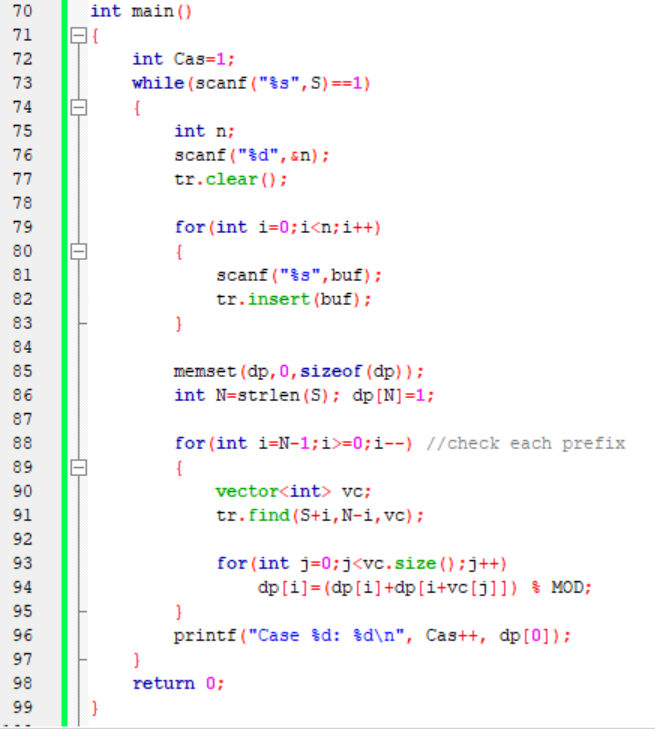 70 int main()
71 {
72     int Cas=1;
73     while(scanf("%s",S)==1)
74     {
75         int n;
76         scanf("%d",&n);
77         tr.clear();
78
79         for(int i=0;i<n;i++)
80         {
81             scanf("%s",buf);
82             tr.insert(buf);
83         }
84
85         memset(dp,0,sizeof(dp));
86         int N=strlen(S); dp[N]=1;
87
88         for(int i=N-1;i>=0;i--) //check each prefix
89         {
90             vector<int> vc;
91             tr.find(S+i,N-i,vc);
92
93             for(int j=0;j<vc.size();j++)
94                 dp[i]=(dp[i]+dp[i+vc[j]]) % MOD;
95         }
96         printf("Case %d: %d\n", Cas++, dp[0]);
97     }
98     return 0;
99 }